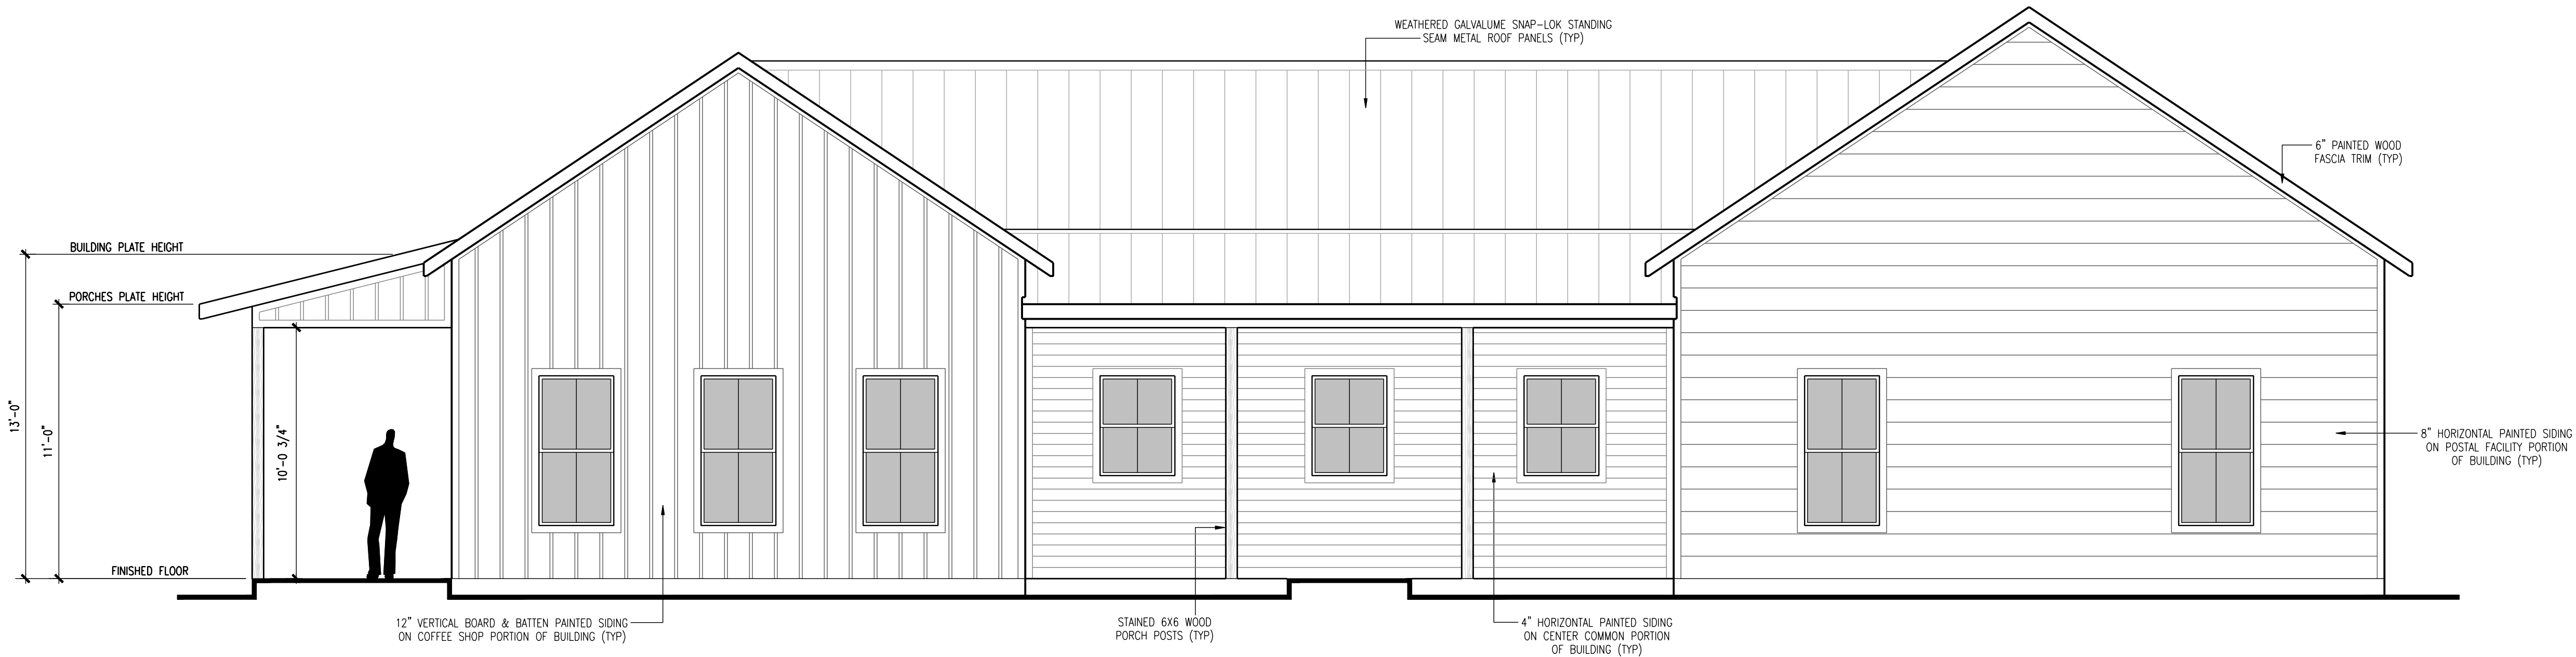 WEATHERED GALVALUME SNAP-LOK STANDING
SEAM METAL ROOF PANELS (TYP)
6" PAINTED WOOD
FASCIA TRIM (TYP)
BUILDING PLATE HEIGHT
PORCHES PLATE HEIGHT
13'-0"
11'-0"
10'-0 3/4"
8" HORIZONTAL PAINTED SIDING
ON POSTAL FACILITY PORTION
OF BUILDING (TYP)
FINISHED FLOOR
12" VERTICAL BOARD & BATTEN PAINTED SIDING
ON COFFEE SHOP PORTION OF BUILDING (TYP)
STAINED 6X6 WOOD
PORCH POSTS (TYP)
4" HORIZONTAL PAINTED SIDING
ON CENTER COMMON PORTION
OF BUILDING (TYP)